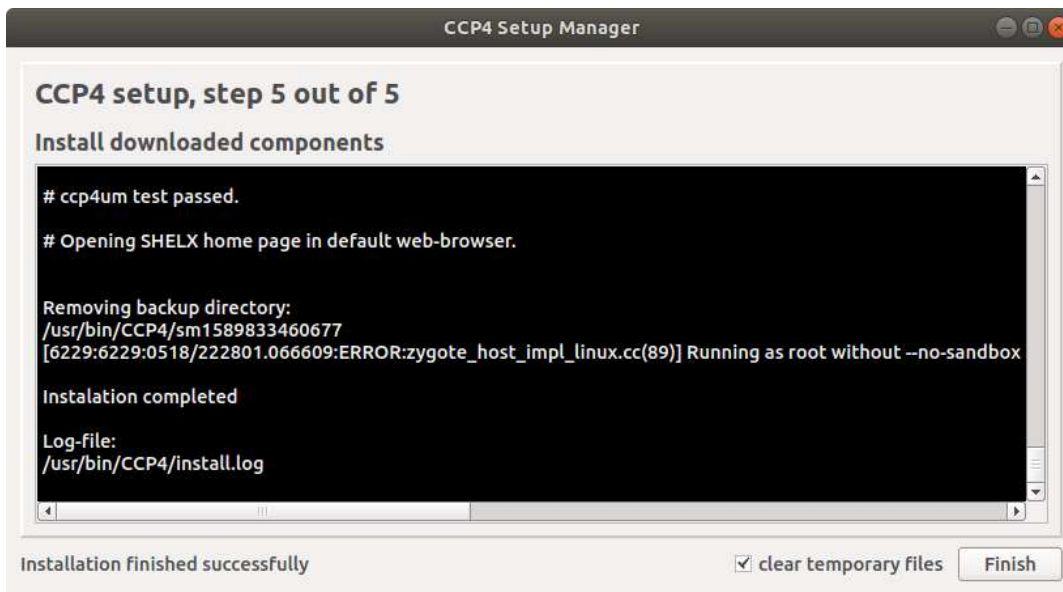 CCP4 Setup Manager
CCP4 setup, step 5 out of 5
Install downloaded components
# ccp4um test passed.
# Opening SHELX home page in default web-browser.
Removing backup directory:
/usr/bin/CCP4/sm1589833460677
[6229:6229:0518/222801.066609:ERROR:zygote_host_impl_linux.cc(89)] Running as root without --no-sandbox
Instalation completed
Log-file:
/usr/bin/CCP4/install.log
Installation finished successfully
clear temporary files
Finish